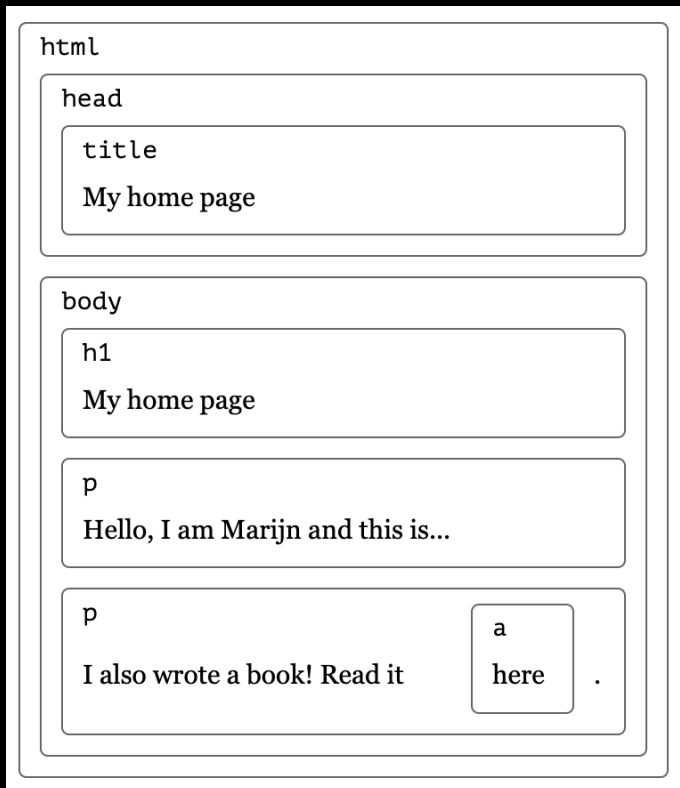 html
head
title
My home page
body
h1
My home page
p
Hello, I am Marijn and this is...
p
a
I also wrote a book! Read it here .